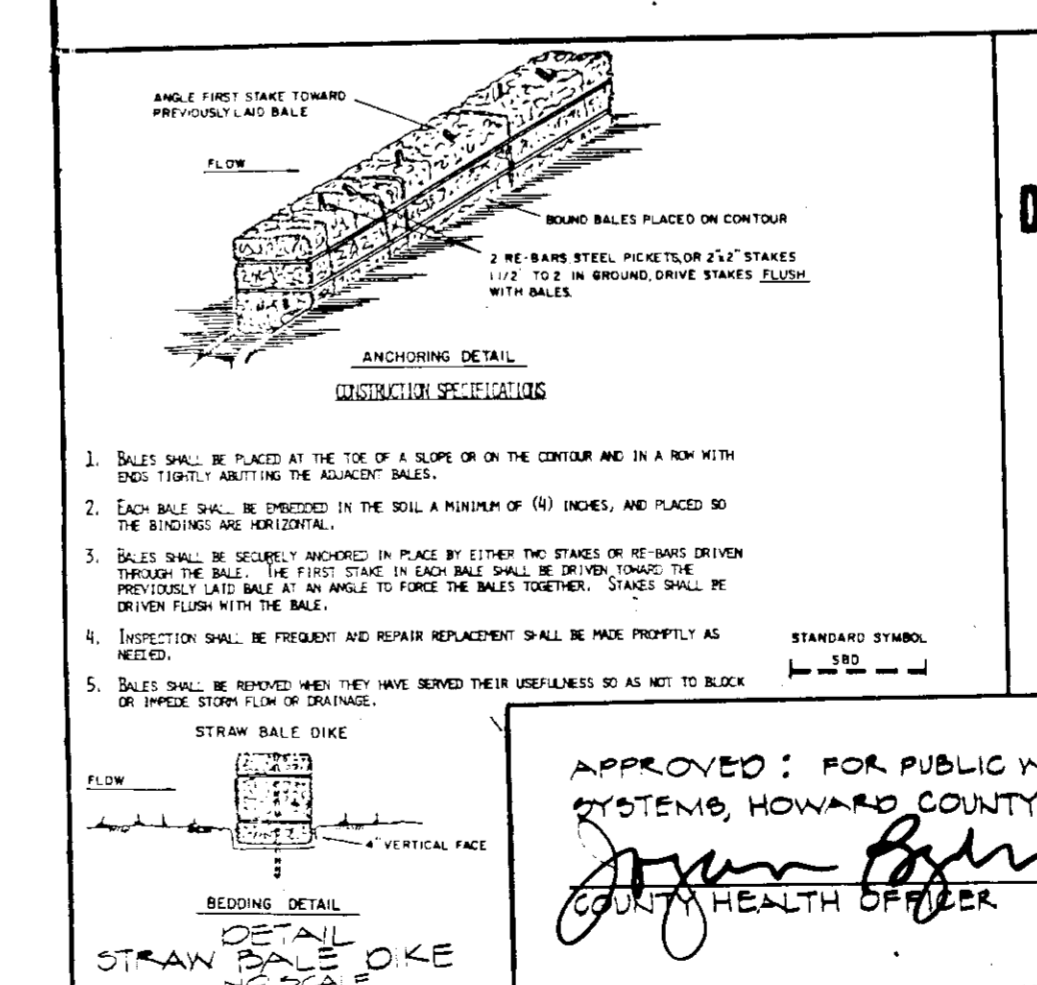 ANGLE FIRST STAKE TOWARD
PREVIOUSLY LAID BALE
FLOW
BOUND BALES PLACED ON CONTOUR
2 RE-BARS, STEEL PICKETS, OR 2"x2" STAKES
1 1/2' TO 2 IN GROUND, DRIVE STAKES FLUSH
WITH BALES.
ANCHORING DETAIL
CONSTRUCTION SPECIFICATIONS
1. BALES SHALL BE PLACED AT THE TOE OF A SLOPE OR ON THE CONTOUR AND IN A ROW WITH
ENDS TIGHTLY ABUTTING THE ADJACENT BALES.
2. EACH BALE SHALL BE EMBEDDED IN THE SOIL A MINIMUM OF (4) INCHES, AND PLACED SO
THE BINDINGS ARE HORIZONTAL.
3. BALES SHALL BE SECURELY ANCHORED IN PLACE BY EITHER TWO STAKES OR RE-BARS DRIVEN
THROUGH THE BALE. THE FIRST STAKE IN EACH BALE SHALL BE DRIVEN TOWARD THE
PREVIOUSLY LAID BALE AT AN ANGLE TO FORCE THE BALES TOGETHER. STAKES SHALL BE
DRIVEN FLUSH WITH THE BALE.
4. INSPECTION SHALL BE FREQUENT AND REPAIR REPLACEMENT SHALL BE MADE PROMPTLY AS
NEEDED.
5. BALES SHALL BE REMOVED WHEN THEY HAVE SERVED THEIR USEFULNESS SO AS NOT TO BLOCK
OR IMPEDE STORM FLOW OR DRAINAGE.
STANDARD SYMBOL
SBD
STRAW BALE DIKE
FLOW
4" VERTICAL FACE
BEDDING DETAIL
DETAIL
STRAW BALE DIKE
NO SCALE
APPROVED: FOR PUBLIC
SYSTEMS, HOWARD COUNTY
COUNTY HEALTH OFFICER